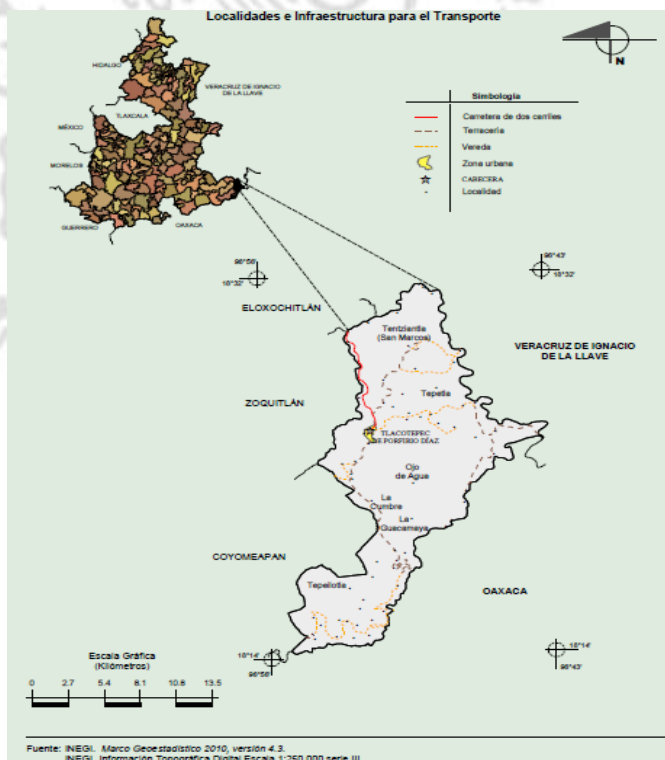 Localidades e Infraestructura para el Transporte
N
HIDALGO
VERACRUZ DE IGNACIO
DE LA LLAVE
TLAXCALA
MÉXICO
MORELOS
GUERRERO
OAXACA
Simbología
Carretera de dos carriles
Terracería
Vereda
Zona urbana
CABECERA
Localidad
96°56'
18°32'
96°43'
18°32'
ELOXOCHITLÁN
Tentziantla
(San Marcos)
VERACRUZ DE IGNACIO
DE LA LLAVE
Tepetla
ZOQUITLÁN
TLACOTEPEC
DE PORFIRIO DÍAZ
Ojo
de Agua
La
Cumbre
La
Guacamaya
COYOMEAPAN
Tepeilotla
OAXACA
18°14'
96°56'
18°14'
96°43'
Escala Gráfica
(Kilómetros)
0 2.7 5.4 8.1 10.8 13.5
Fuente: INEGI. Marco Geoestadístico 2010, versión 4.3.
INEGI. Información Topográfica Digital Escala 1:250 000 serie III.